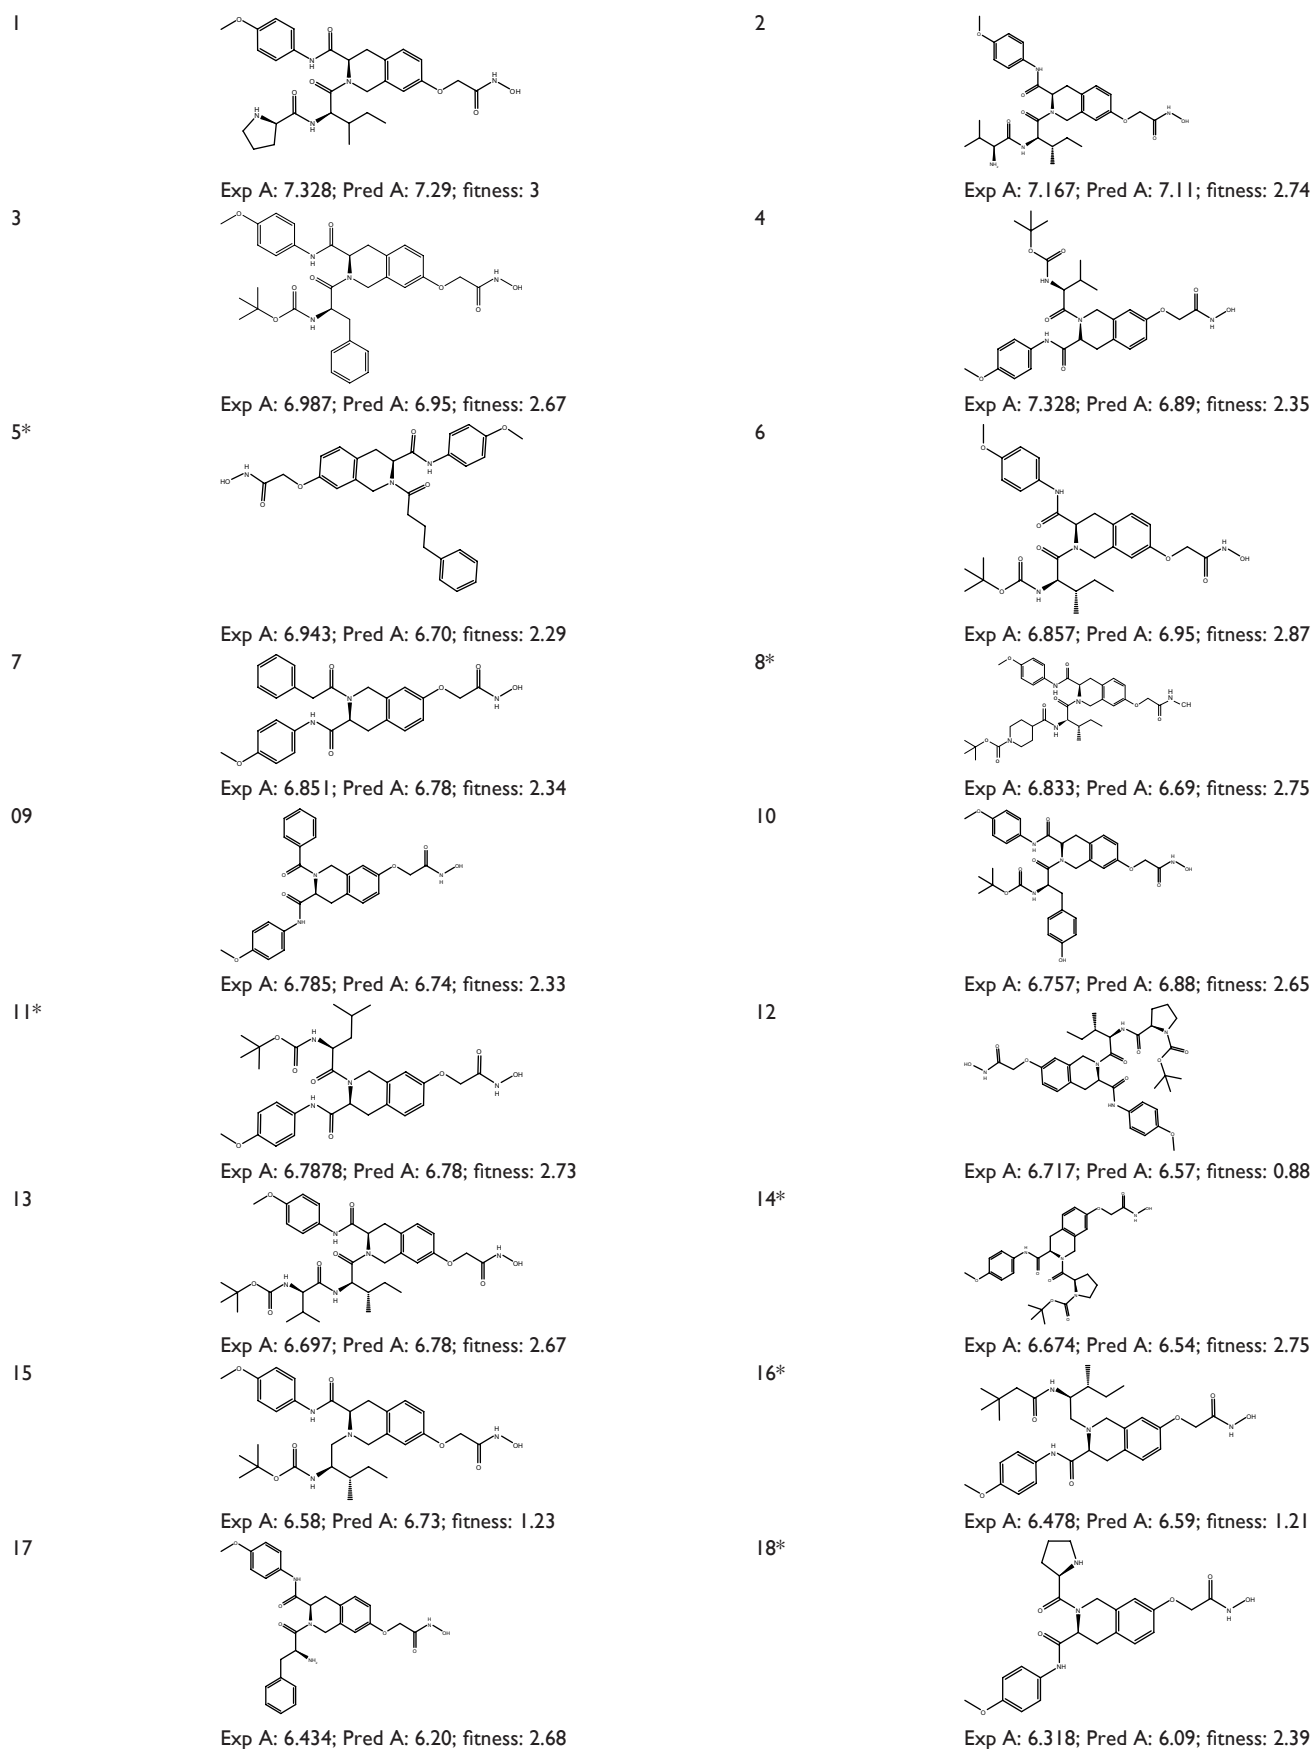 1
2
Exp A: 7.328; Pred A: 7.29; fitness: 3
Exp A: 7.167; Pred A: 7.11; fitness: 2.74
3
4
Exp A: 6.987; Pred A: 6.95; fitness: 2.67
Exp A: 7.328; Pred A: 6.89; fitness: 2.35
5*
6
Exp A: 6.943; Pred A: 6.70; fitness: 2.29
Exp A: 6.857; Pred A: 6.95; fitness: 2.87
7
8*
Exp A: 6.851; Pred A: 6.78; fitness: 2.34
Exp A: 6.833; Pred A: 6.69; fitness: 2.75
09
10
Exp A: 6.785; Pred A: 6.74; fitness: 2.33
Exp A: 6.757; Pred A: 6.88; fitness: 2.65
11*
12
Exp A: 6.7878; Pred A: 6.78; fitness: 2.73
Exp A: 6.717; Pred A: 6.57; fitness: 0.88
13
14*
Exp A: 6.697; Pred A: 6.78; fitness: 2.67
Exp A: 6.674; Pred A: 6.54; fitness: 2.75
15
16*
Exp A: 6.58; Pred A: 6.73; fitness: 1.23
Exp A: 6.478; Pred A: 6.59; fitness: 1.21
17
18*
Exp A: 6.434; Pred A: 6.20; fitness: 2.68
Exp A: 6.318; Pred A: 6.09; fitness: 2.39